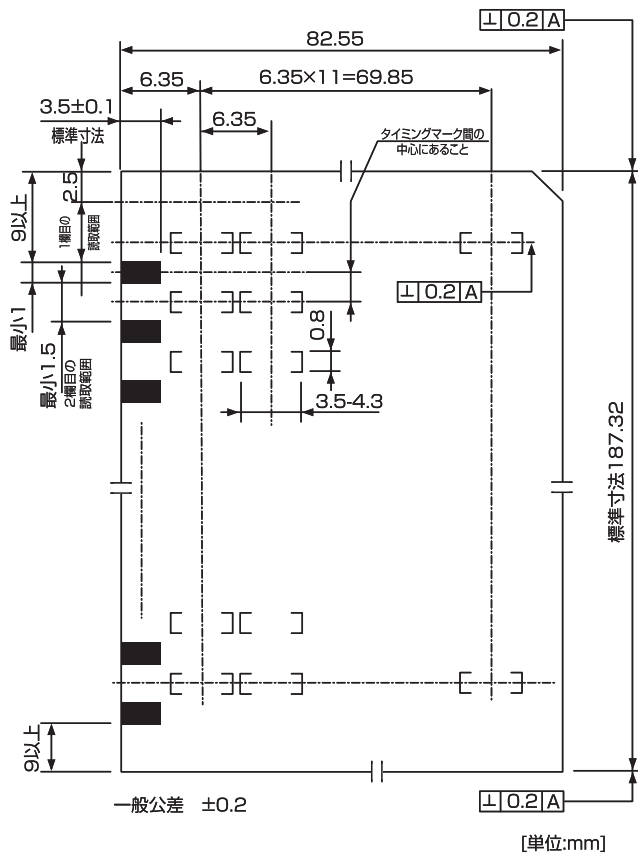 ⊥ 0.2 A
82.55
6.35
6.35×11=69.85
3.5±0.1
標準寸法
6.35
タイミングマーク間の
中心にあること
2.5
9以上
1欄目の
読取範囲
⊥ 0.2 A
最小1
最小1.5
2欄目の
読取範囲
0.8
3.5-4.3
標準寸法187.32
9以上
一般公差 ±0.2
⊥ 0.2 A
[単位:mm]